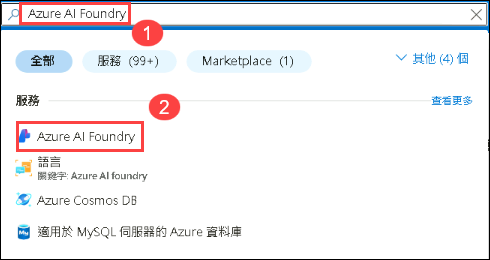 Azure AI Foundry
1
全部
服務 (99+)
Marketplace (1)
其他 (4) 個
服務
2
查看更多
Azure AI Foundry
語言
關鍵字: Azure AI foundry
Azure Cosmos DB
適用於 MySQL 伺服器的 Azure 資料庫